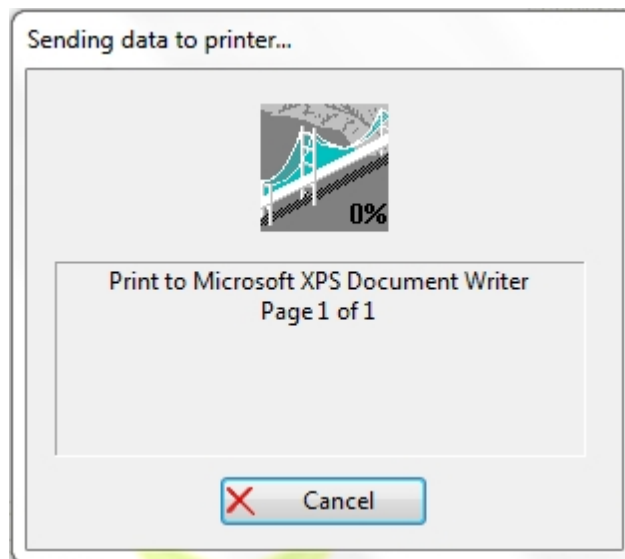 Sending data to printer...
0%
Print to Microsoft XPS Document Writer
Page 1 of 1
Cancel